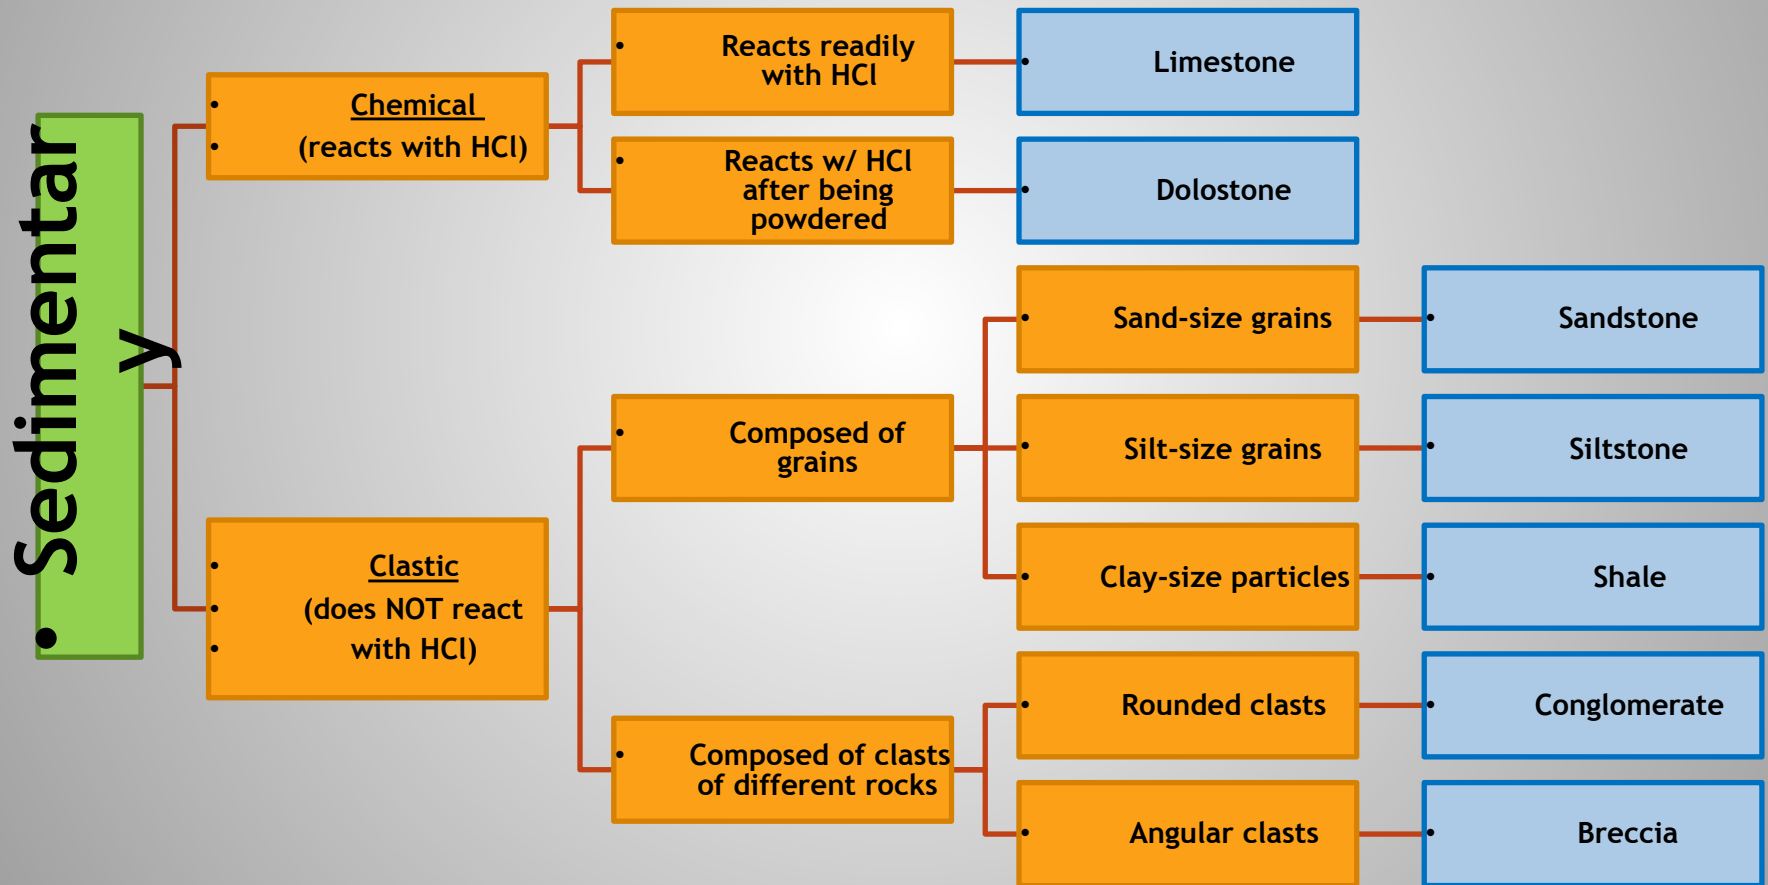 • Sedimentar
y
• Chemical
• (reacts with HCl)
• Reacts readily
with HCl
• Limestone
• Reacts w/ HCl
after being
powdered
• Dolostone
• Clastic
• (does NOT react
• with HCl)
• Composed of
grains
• Sand-size grains
• Sandstone
• Silt-size grains
• Siltstone
• Clay-size particles
• Shale
• Composed of clasts
of different rocks
• Rounded clasts
• Conglomerate
• Angular clasts
• Breccia